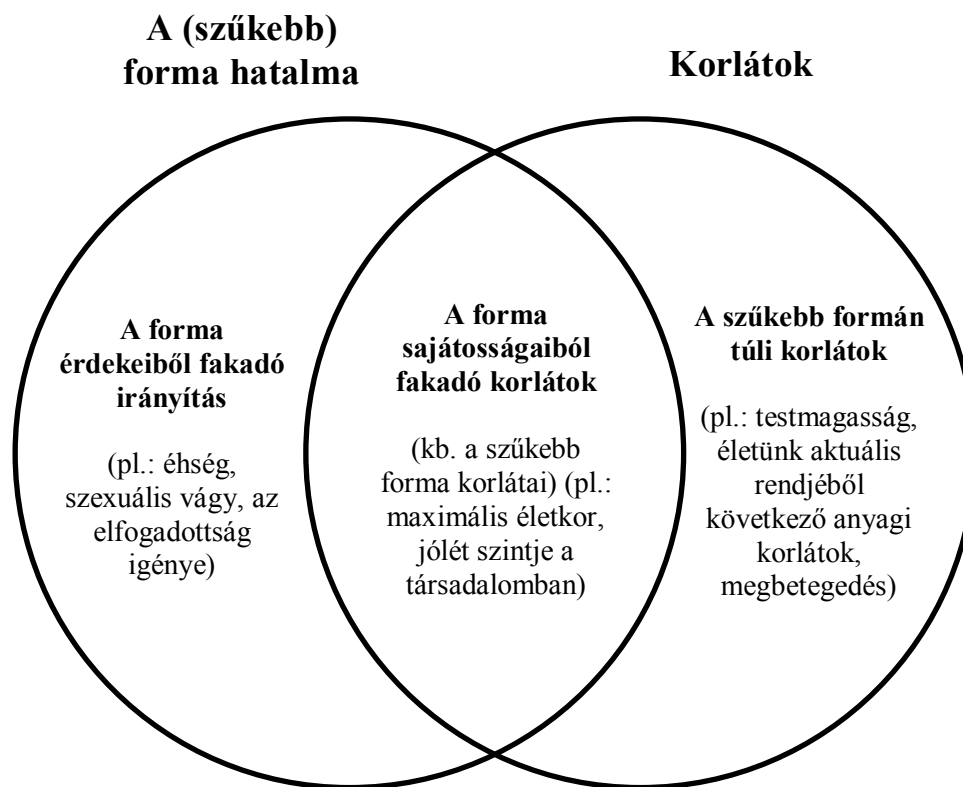 A (szűkebb)
forma hatalma
Korlátok
A forma
érdekeiből fakadó
irányítás
(pl.: éhség,
szexuális vágy, az
elfogadottság
igénye)
A forma
sajátosságaiból
fakadó korlátok
(kb. a szűkebb
forma korlátai) (pl.:
maximális életkor,
jólét szintje a
társadalomban)
A szűkebb formán
túli korlátok
(pl.: testmagasság,
életünk aktuális
rendjéből
következő anyagi
korlátok,
megbetegedés)